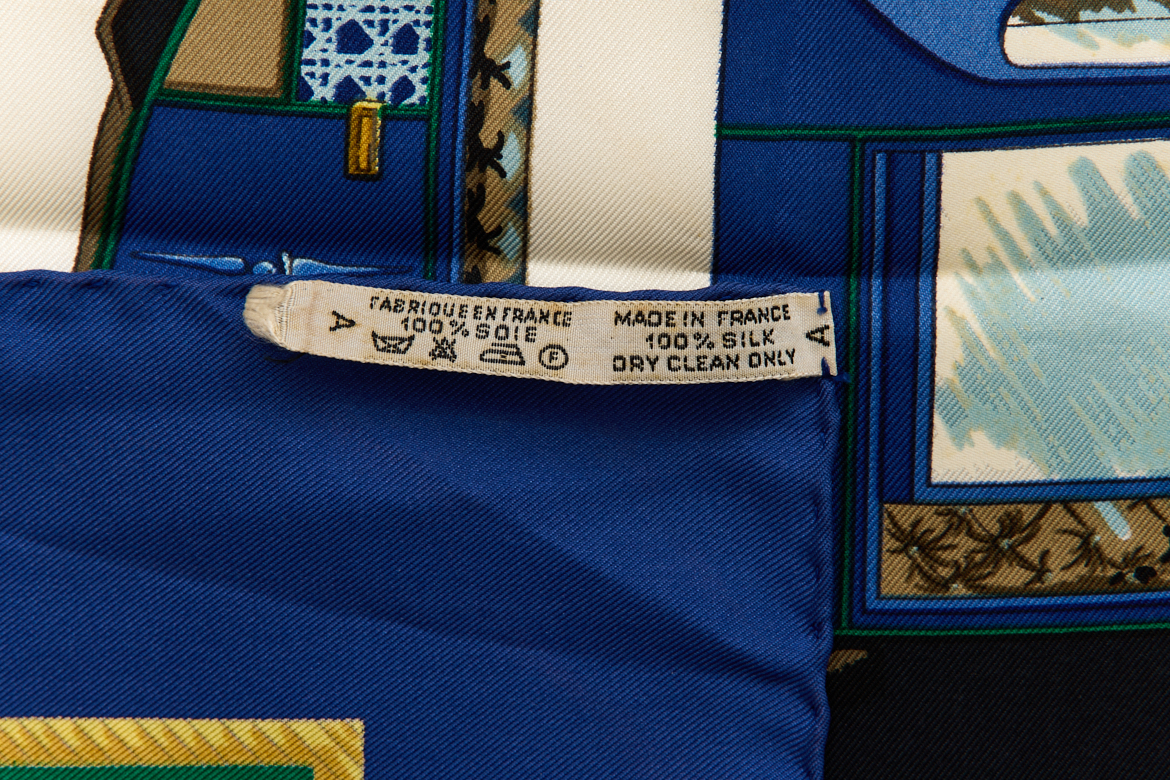 FABRIQUE EN FRANCE
100% SOIE
A
P
MADE IN FRANCE
100% SILK
DRY CLEAN ONLY
A